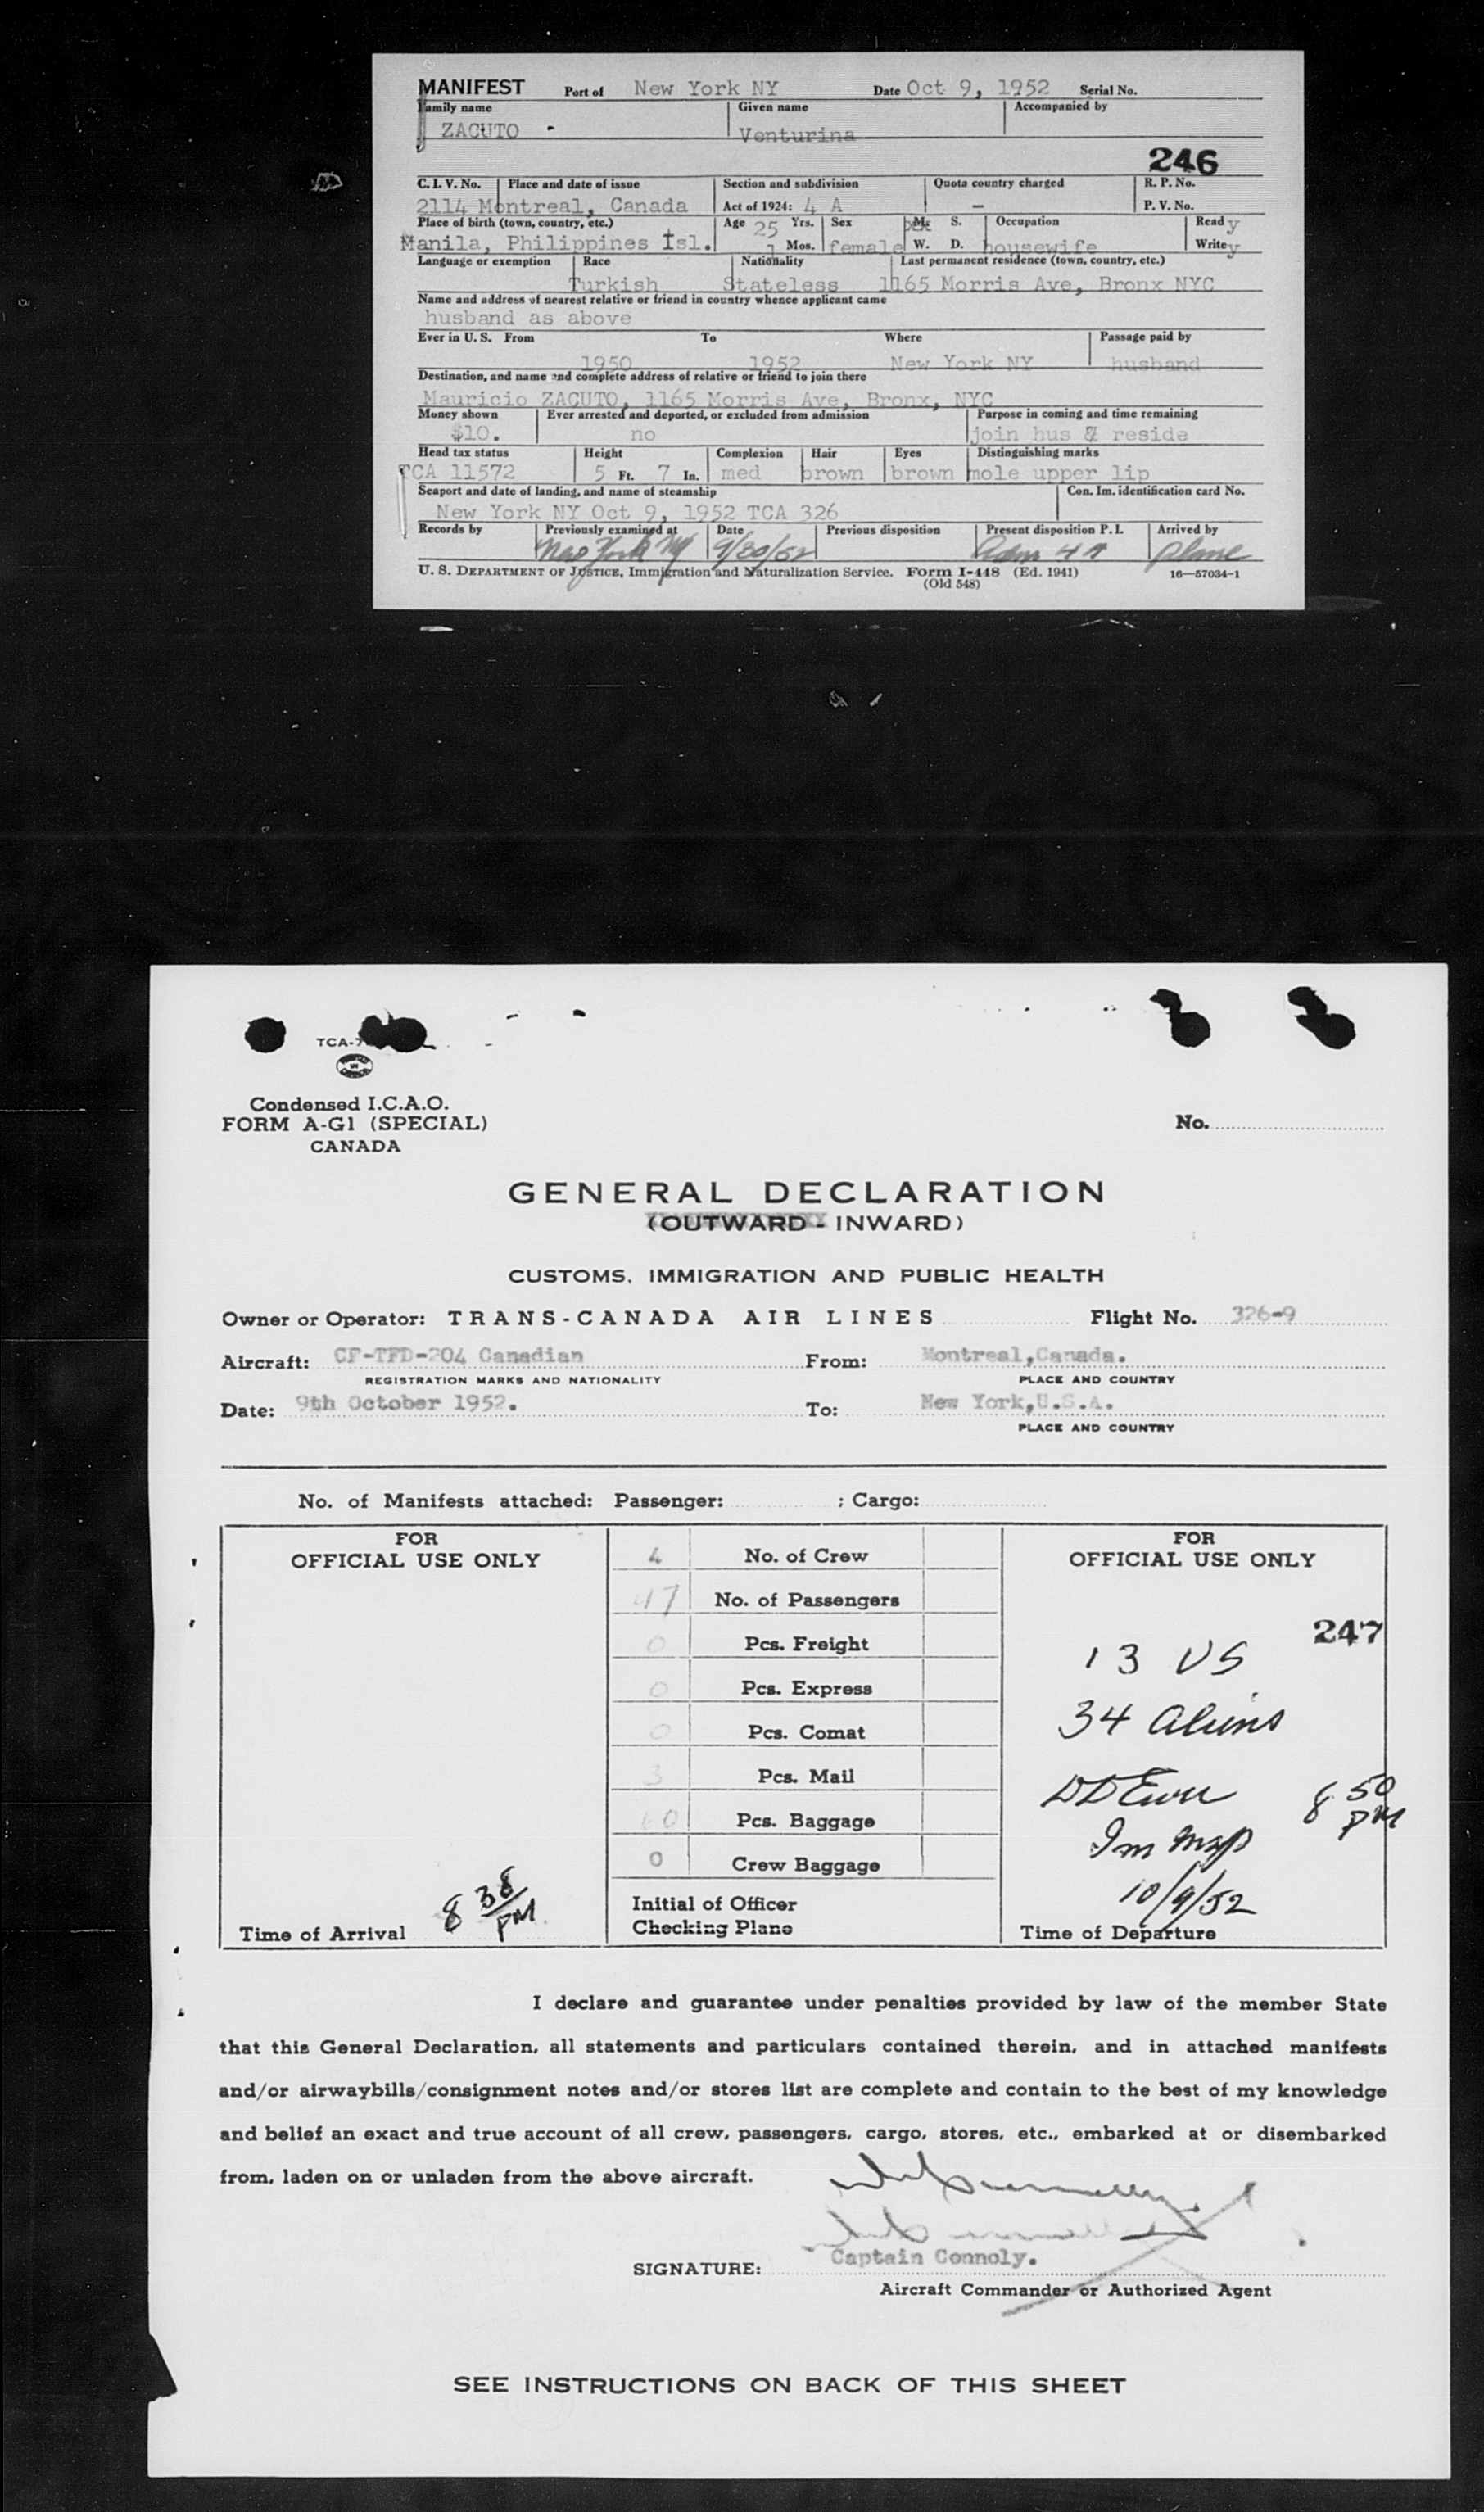 MANIFEST Port of New York NY Date Oct 9, 1952 Serial No.
Family name Given name Accompanied by
ZACUTO - Venturina
246
C. I. V. No. Place and date of issue Section and subdivision Quota country charged R. P. No.
2114 Montreal, Canada Act of 1924: 4 A - P. V. No.
Place of birth (town, country, etc.) Age 25 Yrs. Sex M. S. Occupation Read y
Manila, Philippines Isl. 1 Mos. female W. D. housewife Write y
Language or exemption Race Nationality Last permanent residence (town, country, etc.)
Turkish Stateless 1165 Morris Ave, Bronx NYC
Name and address of nearest relative or friend in country whence applicant came
husband as above
Ever in U. S. From To Where Passage paid by
1950 1952 New York NY husband
Destination, and name and complete address of relative or friend to join there
Mauricio ZACUTO, 1165 Morris Ave, Bronx, NYC
Money shown Ever arrested and deported, or excluded from admission Purpose in coming and time remaining
$10. no join hus & reside
Head tax status Height Complexion Hair Eyes Distinguishing marks
TCA 11572 5 Ft. 7 In. med brown brown mole upper lip
Seaport and date of landing, and name of steamship Con. Im. identification card No.
New York NY Oct 9, 1952 TCA 326
Records by Previously examined at Date Previous disposition Present disposition P. I. Arrived by
New York NY 9/30/52 Adm plane
U. S. DEPARTMENT OF JUSTICE, Immigration and Naturalization Service. Form I-448 (Ed. 1941) 16—57034-1
(Old 548)
TCA-
Condensed I.C.A.O.
FORM A-G1 (SPECIAL) No.
CANADA
GENERAL DECLARATION
(OUTWARD - INWARD)
CUSTOMS, IMMIGRATION AND PUBLIC HEALTH
Owner or Operator: TRANS-CANADA AIR LINES Flight No. 326-9
Aircraft: CF-TFD-204 Canadian From: Montreal,Canada.
REGISTRATION MARKS AND NATIONALITY PLACE AND COUNTRY
Date: 9th October 1952. To: New York,U.S.A.
PLACE AND COUNTRY
No. of Manifests attached: Passenger: ; Cargo:
FOR OFFICIAL USE ONLY
4 No. of Crew
47 No. of Passengers
0 Pcs. Freight
0 Pcs. Express
0 Pcs. Comat
3 Pcs. Mail
60 Pcs. Baggage
0 Crew Baggage
Initial of Officer
Checking Plane
Time of Arrival 8 38 PM
FOR OFFICIAL USE ONLY
247
13 US
34 aliens
8 50 PM
10/9/52
Time of Departure
I declare and guarantee under penalties provided by law of the member State
that this General Declaration, all statements and particulars contained therein, and in attached manifests
and/or airwaybills/consignment notes and/or stores list are complete and contain to the best of my knowledge
and belief an exact and true account of all crew, passengers, cargo, stores, etc., embarked at or disembarked
from, laden on or unladen from the above aircraft.
SIGNATURE: Captain Connoly.
Aircraft Commander or Authorized Agent
SEE INSTRUCTIONS ON BACK OF THIS SHEET